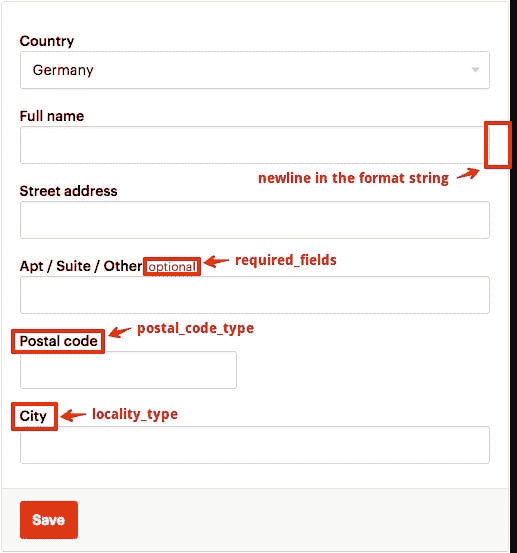 Country
Germany
Full name
newline in the format string
Street address
Apt / Suite / Other optional required_fields
Postal code postal_code_type
City locality_type
Save